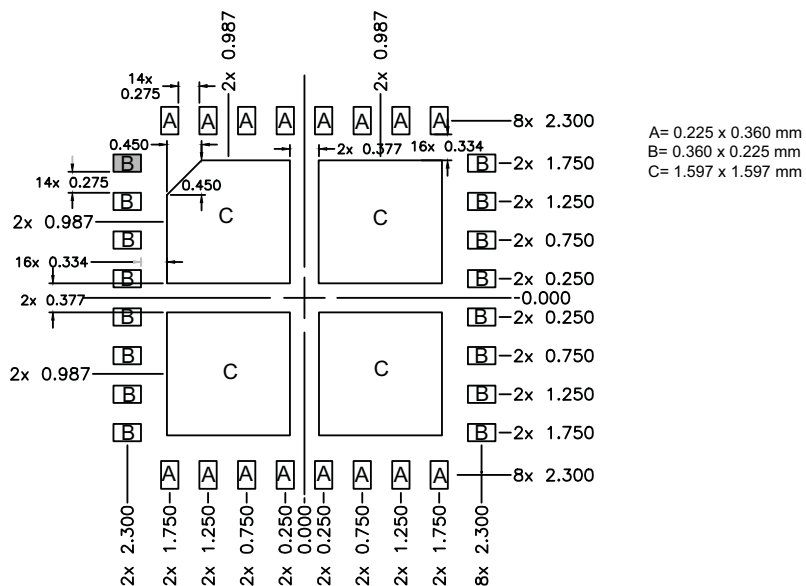 2x 0.987
2x 0.987
14x
0.275
A A A A A A A A
8x 2.300
0.450
2x 0.377
16x 0.334
A= 0.225 x 0.360 mm
B= 0.360 x 0.225 mm
C= 1.597 x 1.597 mm
B
B
2x 1.750
14x 0.275
0.450
B
B
2x 1.250
2x 0.987
C
C
B
B
2x 0.750
16x 0.334
B
B
2x 0.250
2x 0.377
0.000
B
B
2x 0.250
B
B
2x 0.750
2x 0.987
C
C
B
B
2x 1.250
B
B
2x 1.750
A A A A A A A A
8x 2.300
2x 2.300
2x 1.750
2x 1.250
2x 0.750
2x 0.250
0.000
2x 0.250
2x 0.750
2x 1.250
2x 1.750
8x 2.300